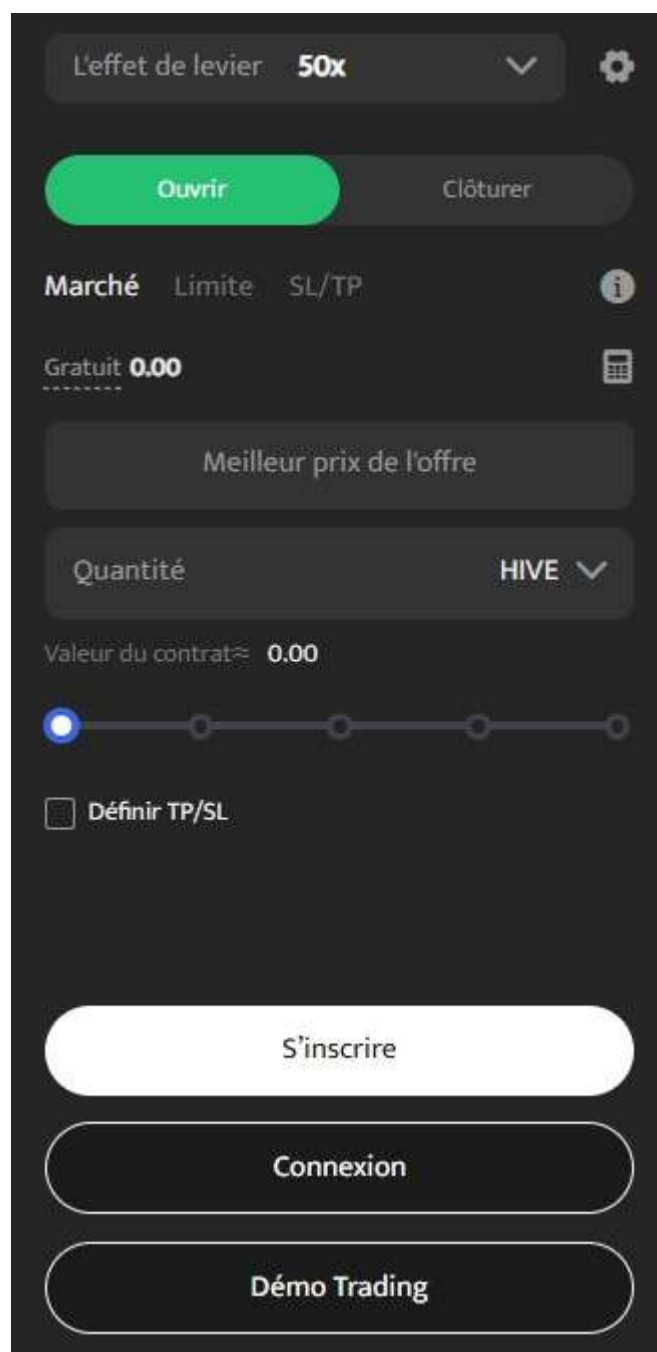 L'effet de levier 50x
Ouvrir Clôturer
Marché Limite SL/TP
Gratuit 0.00
Meilleur prix de l'offre
Quantité HIVE
Valeur du contrat≈ 0.00
Définir TP/SL
S’inscrire
Connexion
Démo Trading